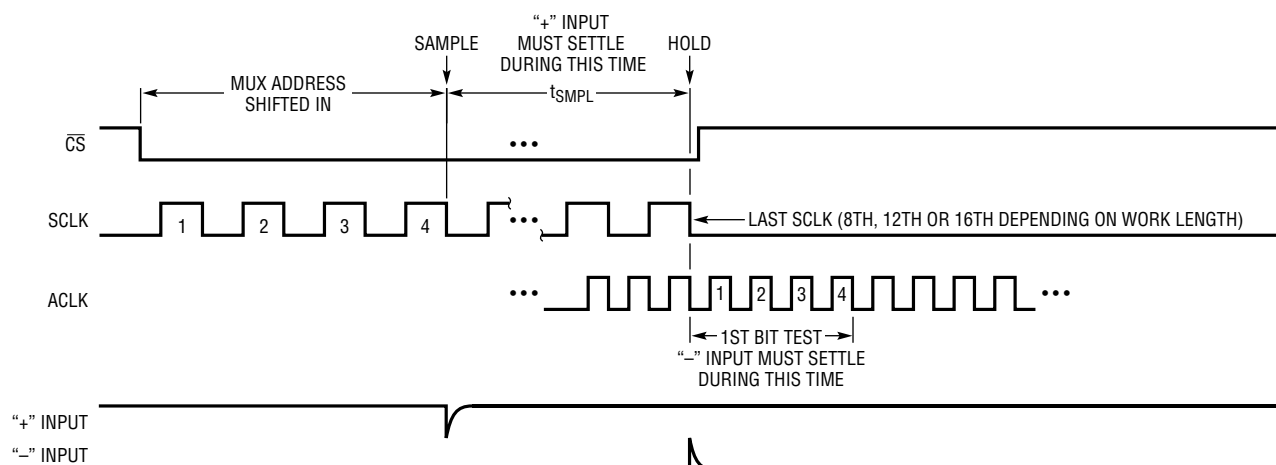 “+” INPUT
MUST SETTLE
DURING THIS TIME
SAMPLE
HOLD
MUX ADDRESS
SHIFTED IN
tSMPL
CS
•••
SCLK
1 2 3 4
•••
LAST SCLK (8TH, 12TH OR 16TH DEPENDING ON WORK LENGTH)
ACLK
•••
1 2 3 4
•••
1ST BIT TEST
“–” INPUT MUST SETTLE
DURING THIS TIME
“+” INPUT
“–” INPUT